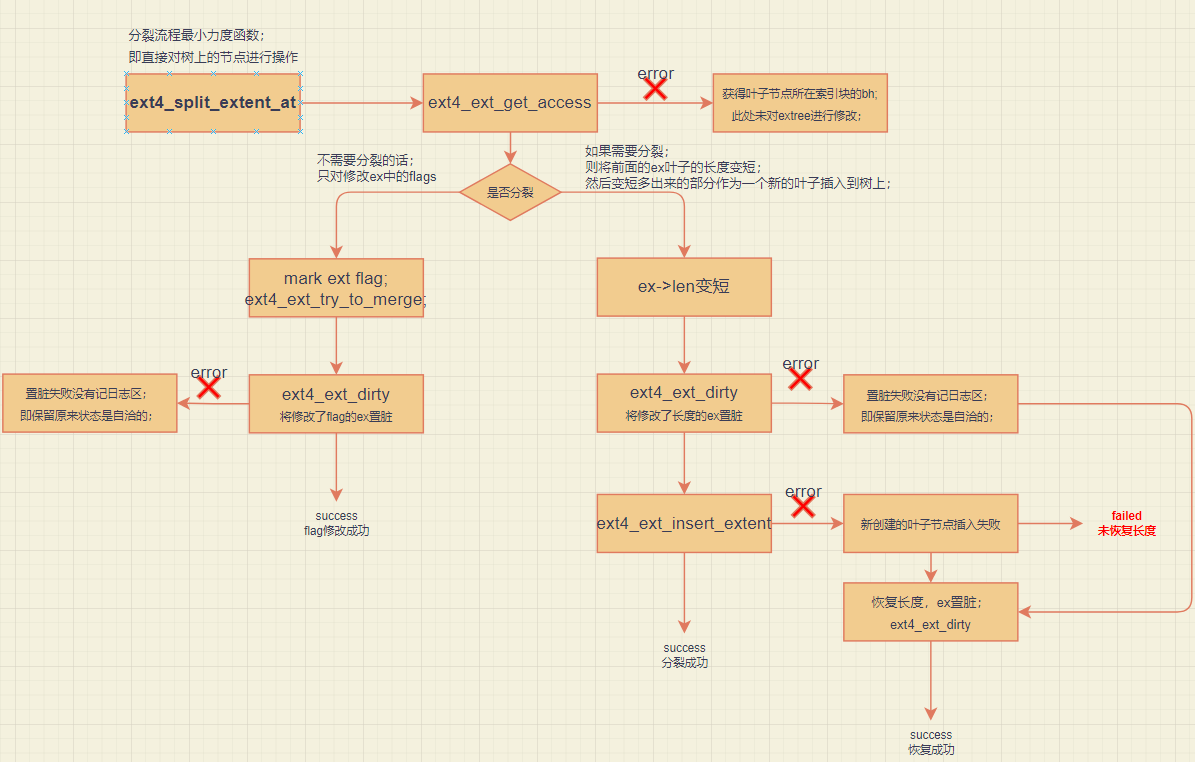 分裂流程最小力度函数;
即直接对树上的节点进行操作
ext4_split_extent_at
ext4_ext_get_access
error
获得叶子节点所在索引块的bh;
此处未对extree进行修改;
不需要分裂的话;
只对修改ex中的flags
如果需要分裂;
则将前面的ex叶子的长度变短;
然后变短多出来的部分作为一个新的叶子插入到树上;
是否分裂
mark ext flag;
ext4_ext_try_to_merge;
ex->len变短
error
置脏失败没有记日志区;
即保留原来状态是自洽的;
ext4_ext_dirty
将修改了flag的ex置脏
ext4_ext_dirty
将修改了长度的ex置脏
error
置脏失败没有记日志区;
即保留原来状态是自洽的;
success
flag修改成功
ext4_ext_insert_extent
error
新创建的叶子节点插入失败
failed
未恢复长度
恢复长度，ex置脏;
ext4_ext_dirty
success
分裂成功
success
恢复成功